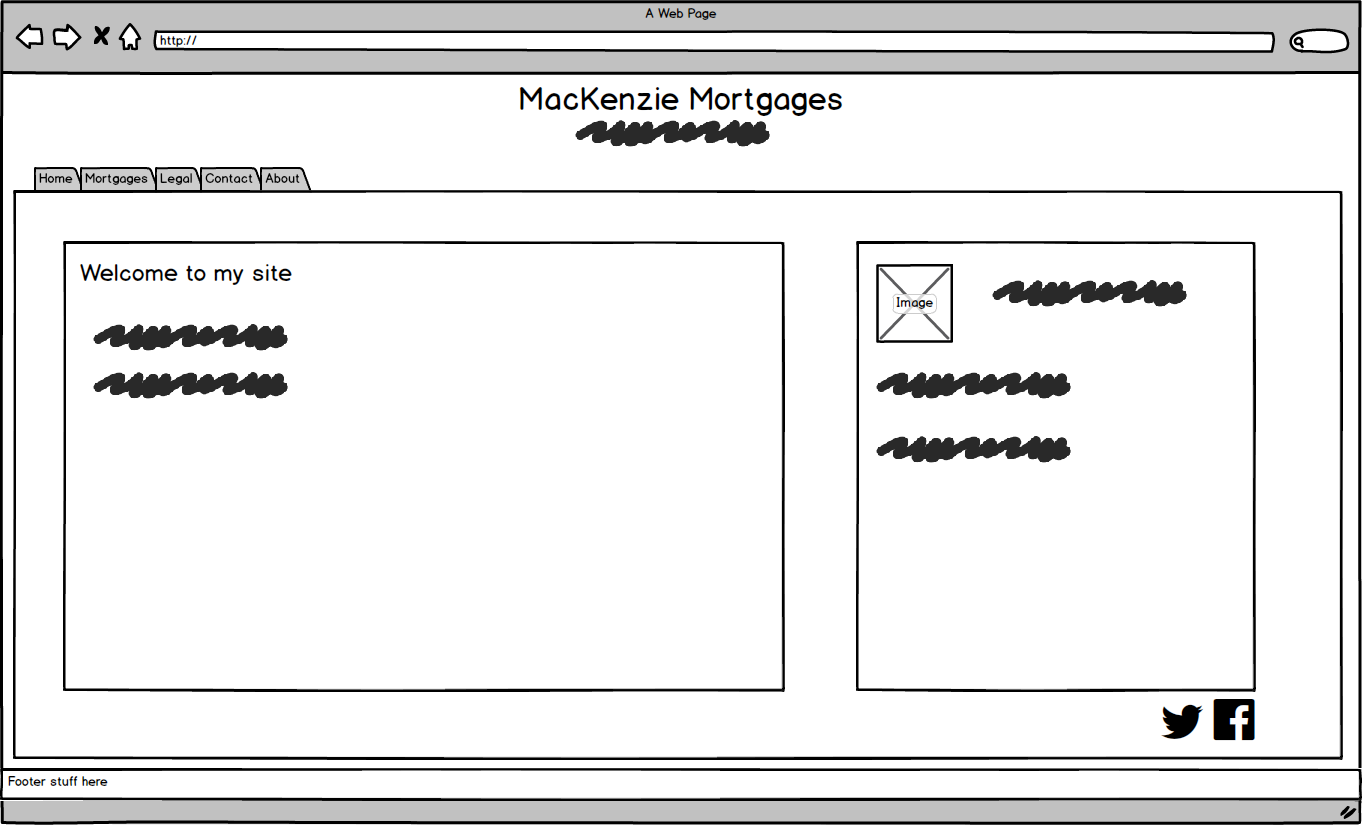 A Web Page
http://
MacKenzie Mortgages
Home Mortgages Legal Contact About
Welcome to my site
Image
Footer stuff here